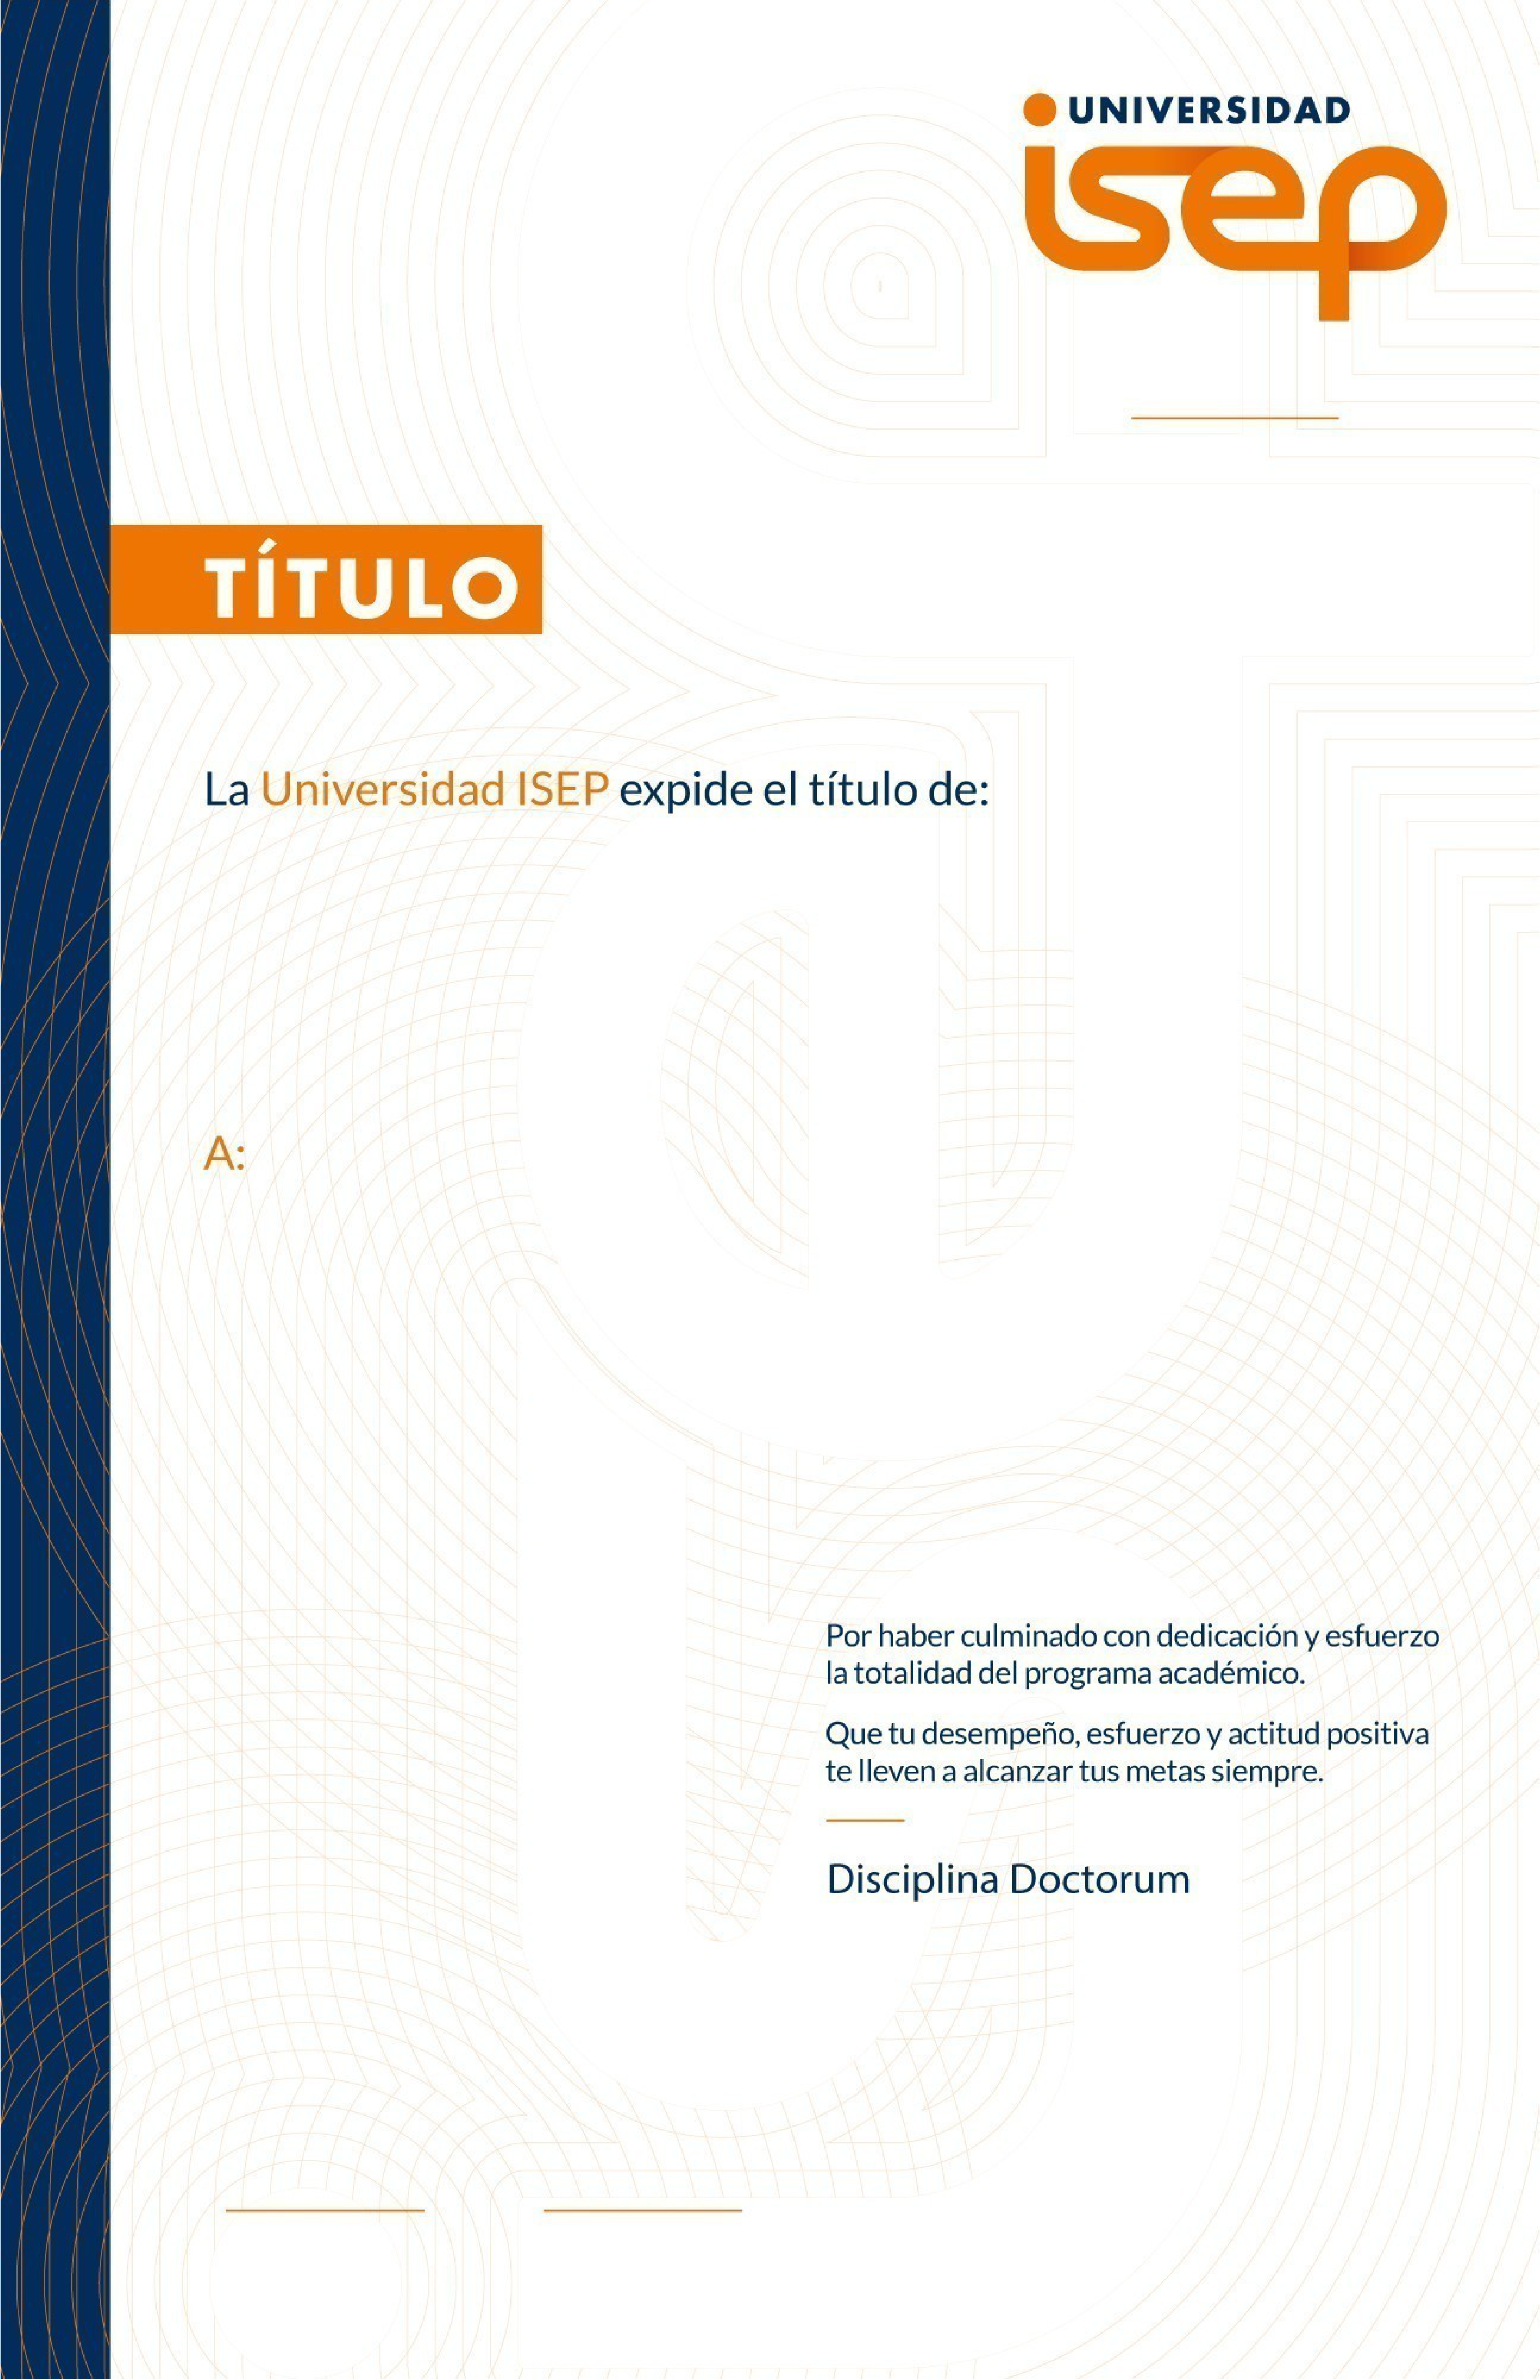 UNIVERSIDAD
isep
TÍTULO
La Universidad ISEP expide el título de:
A:
Por haber culminado con dedicación y esfuerzo
la totalidad del programa académico.
Que tu desempeño, esfuerzo y actitud positiva
te lleven a alcanzar tus metas siempre.
Disciplina Doctorum